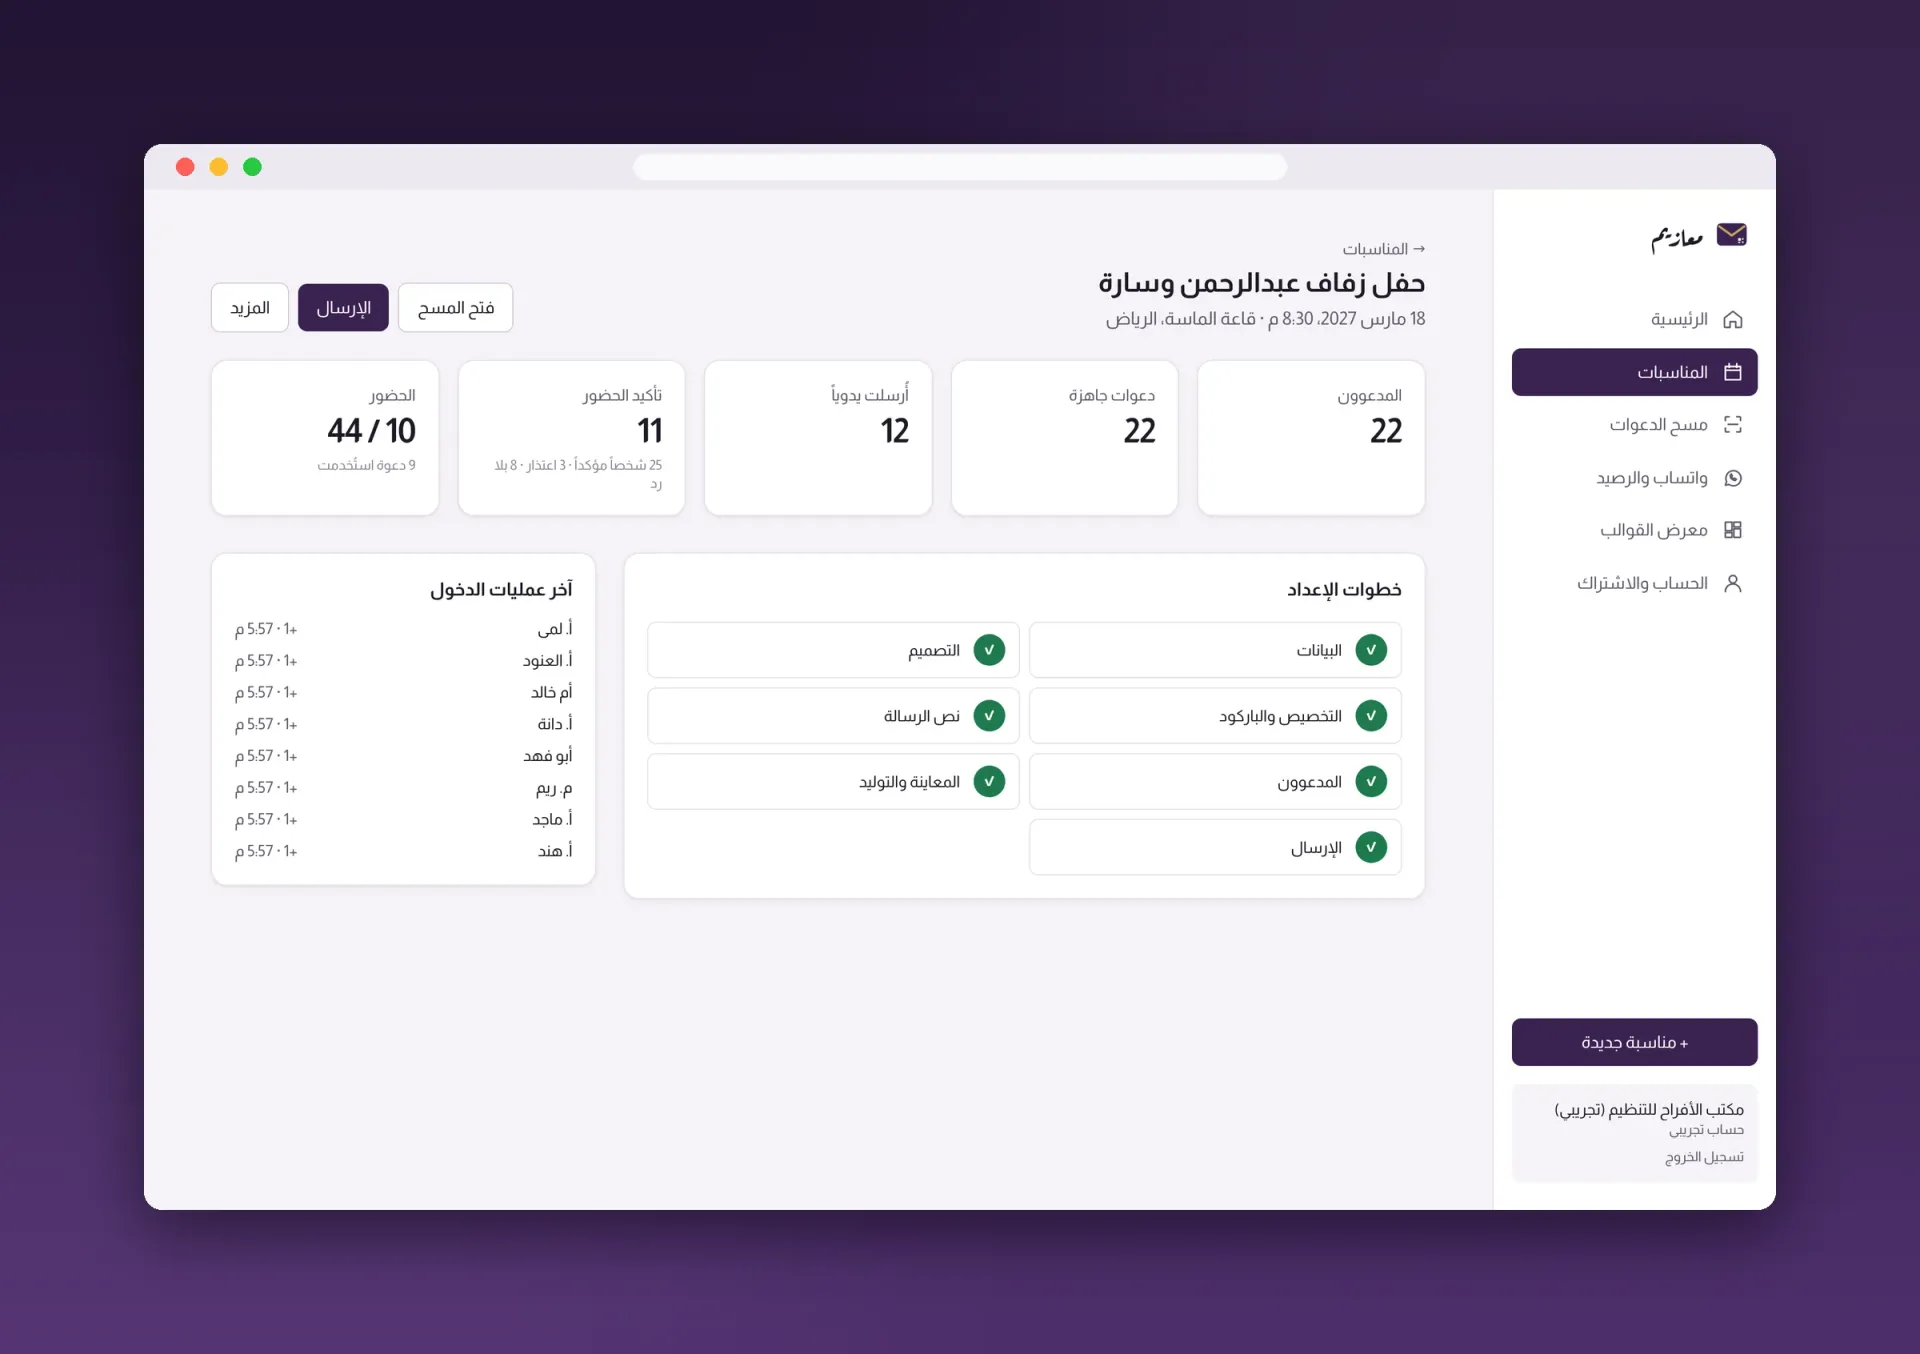 معازيم
الرئيسية
المناسبات
مسح الدعوات
واتساب والرصيد
معرض القوالب
الحساب والاشتراك
+ مناسبة جديدة
مكتب الأفراح للتنظيم (تجريبي)
حساب تجريبي
تسجيل الخروج
→ المناسبات
حفل زفاف عبدالرحمن وسارة
18 مارس 2027، 8:30 م · قاعة الماسة، الرياض
فتح المسح
الإرسال
المزيد
المدعوون
22
دعوات جاهزة
22
أُرسلت يدوياً
12
تأكيد الحضور
11
25 شخصاً مؤكداً · 3 اعتذار · 8 بلا
رد
الحضور
10 / 44
9 دعوة استُخدمت
خطوات الإعداد
البيانات
التصميم
التخصيص والباركود
نص الرسالة
المدعوون
المعاينة والتوليد
الإرسال
آخر عمليات الدخول
أ. لمى +1 · 5:57 م
أ. العنود +1 · 5:57 م
أم خالد +1 · 5:57 م
أ. دانة +1 · 5:57 م
أبو فهد +1 · 5:57 م
م. ريم +1 · 5:57 م
أ. ماجد +1 · 5:57 م
أ. هند +1 · 5:57 م